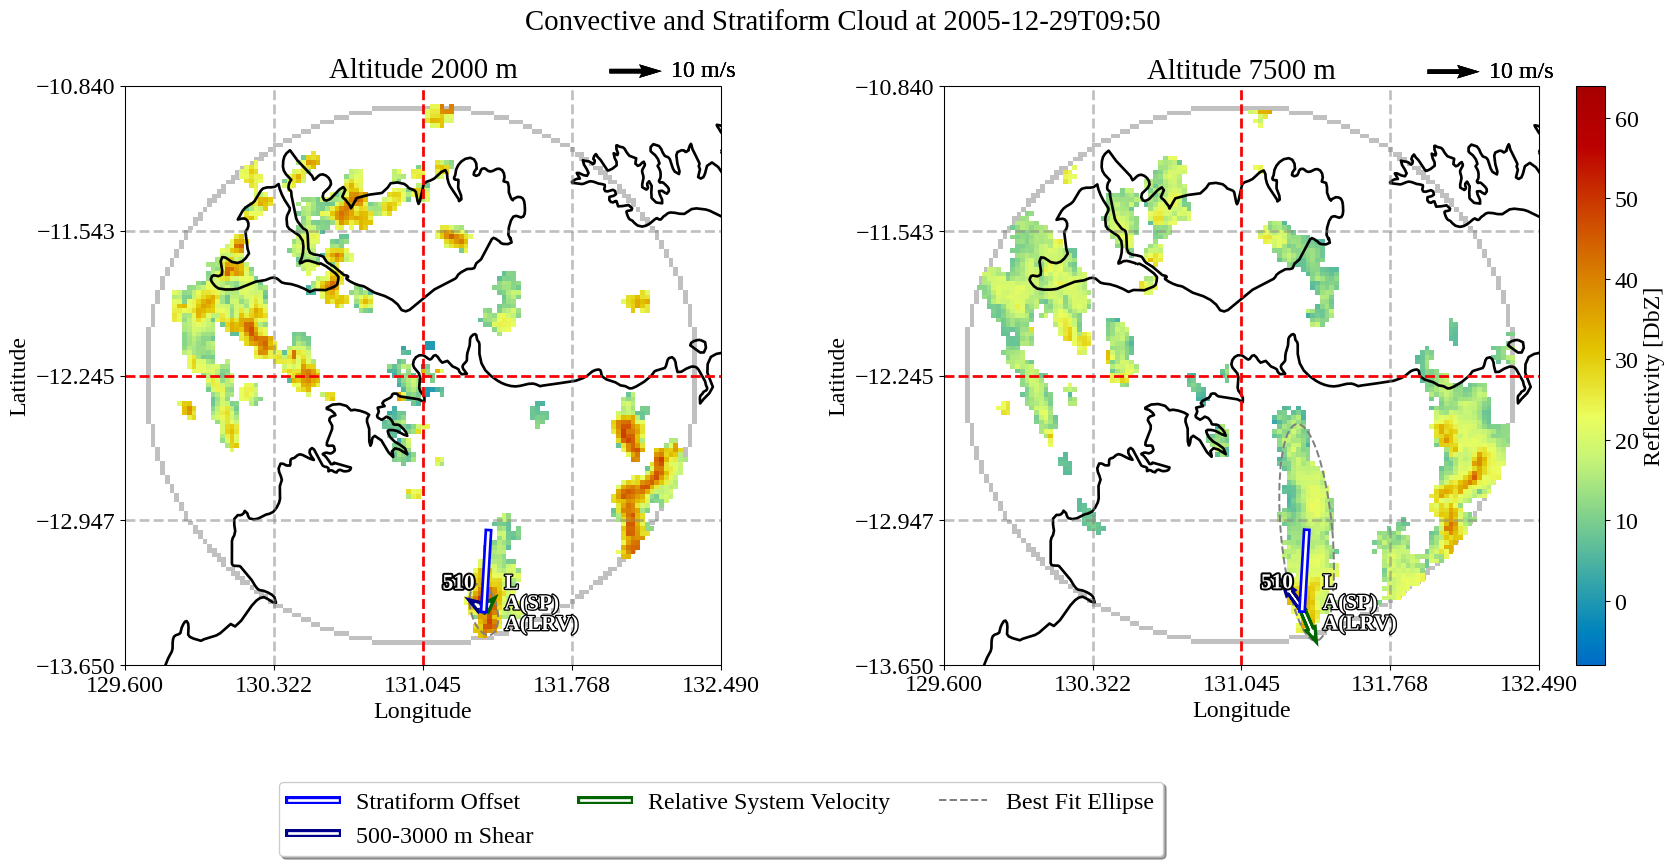 Convective and Stratiform Cloud at 2005-12-29T09:50
Altitude 2000 m
10 m/s
Altitude 7500 m
10 m/s
−10.840
−11.543
−12.245
−12.947
−13.650
Latitude
129.600
130.322
131.045
131.768
132.490
Longitude
510
L
A(SP)
A(LRV)
−10.840
−11.543
−12.245
−12.947
−13.650
Latitude
129.600
130.322
131.045
131.768
132.490
Longitude
510
L
A(SP)
A(LRV)
60
50
40
30
20
10
0
Reflectivity [DbZ]
Stratiform Offset
Relative System Velocity
Best Fit Ellipse
500-3000 m Shear